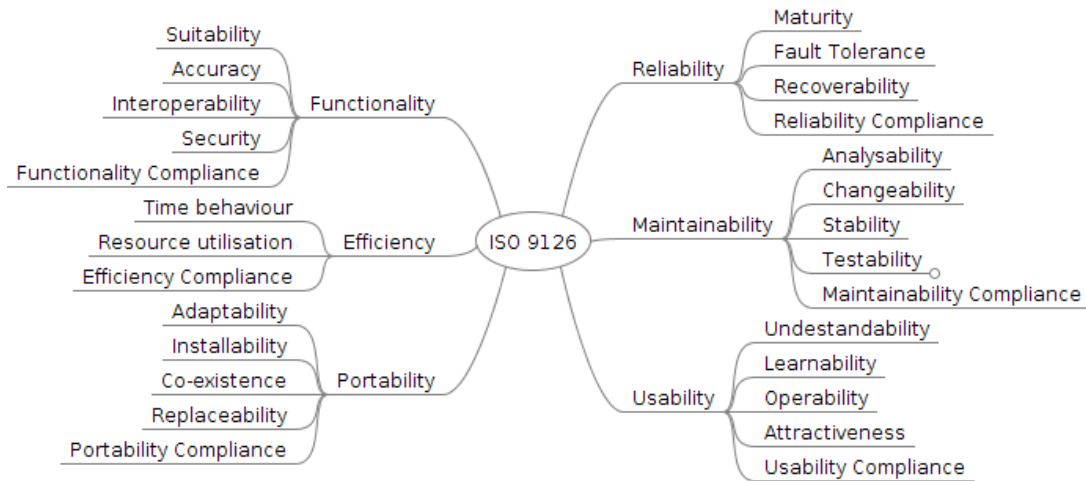 ISO 9126
Functionality
Suitability
Accuracy
Interoperability
Security
Functionality Compliance
Efficiency
Time behaviour
Resource utilisation
Efficiency Compliance
Portability
Adaptability
Installability
Co-existence
Replaceability
Portability Compliance
Reliability
Maturity
Fault Tolerance
Recoverability
Reliability Compliance
Maintainability
Analysability
Changeability
Stability
Testability
Maintainability Compliance
Usability
Undestandability
Learnability
Operability
Attractiveness
Usability Compliance